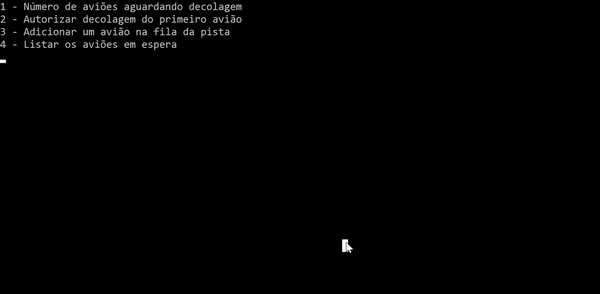 1 - Número de aviões aguardando decolagem
2 - Autorizar decolagem do primeiro avião
3 - Adicionar um avião na fila da pista
4 - Listar os aviões em espera